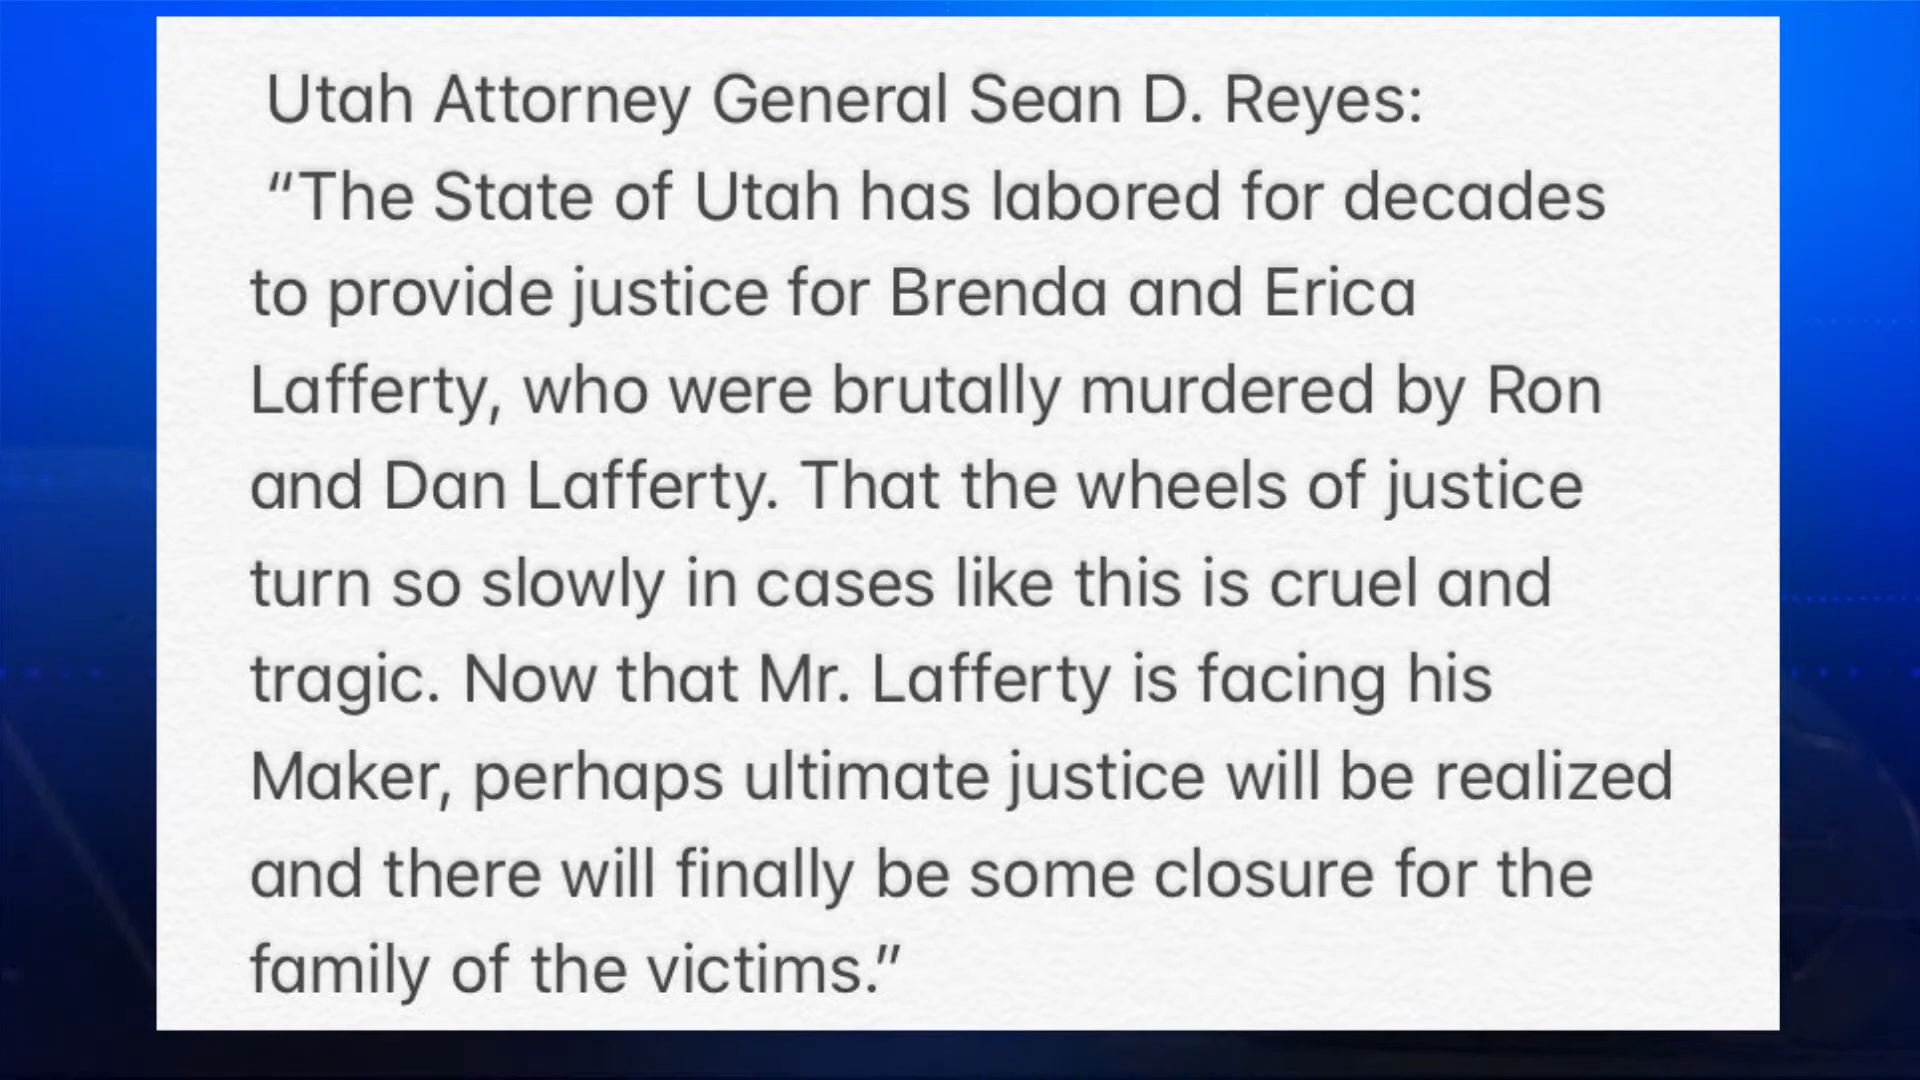 Utah Attorney General Sean D. Reyes:
“The State of Utah has labored for decades
to provide justice for Brenda and Erica
Lafferty, who were brutally murdered by Ron
and Dan Lafferty. That the wheels of justice
turn so slowly in cases like this is cruel and
tragic. Now that Mr. Lafferty is facing his
Maker, perhaps ultimate justice will be realized
and there will finally be some closure for the
family of the victims.”